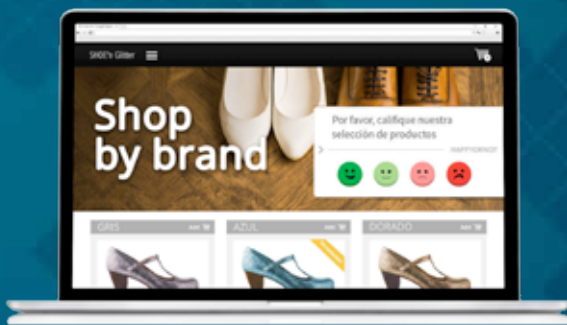 SHOE'n Glitter
Shop
by brand
Por favor, califique nuestra
selección de productos
HAPPYORNOT
GRIS
AZUL
DORADO